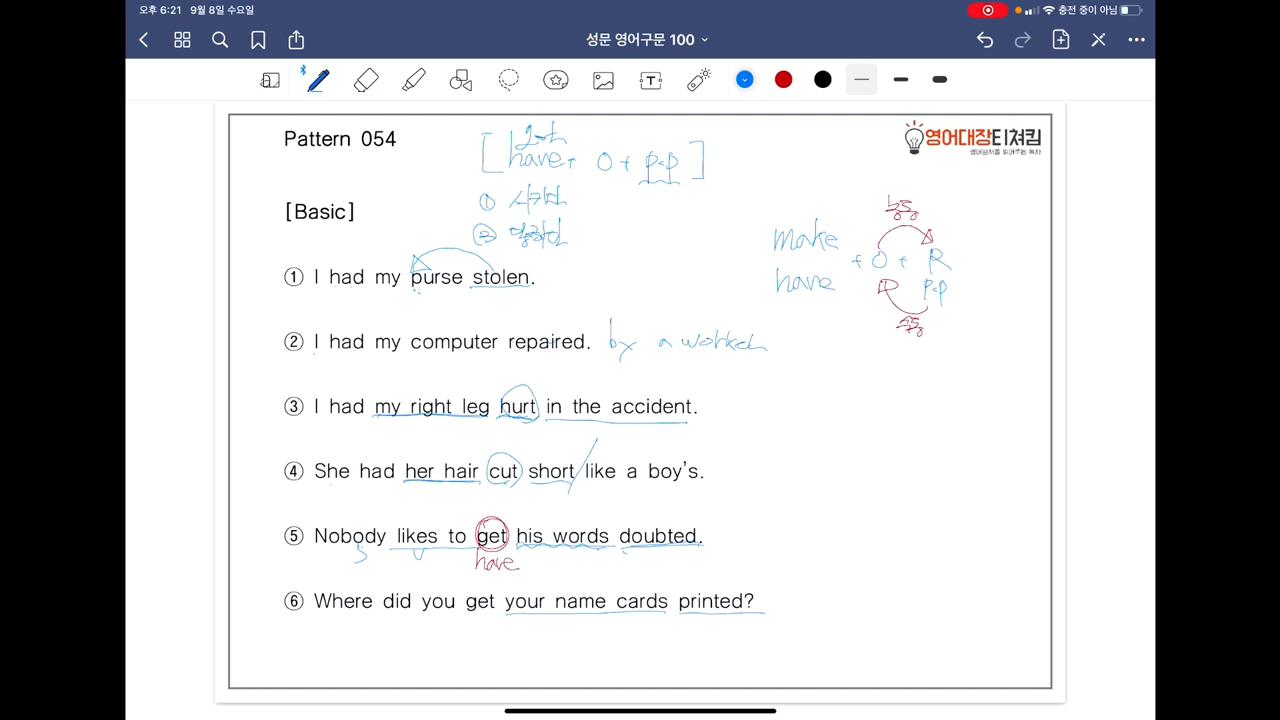 오후 6:21 9월 8일 수요일
충전 중이 아님
성문 영어구문 100
Pattern 054
영어대장티쳐킴
[have + O + p.p]
① 시키다
② 당하다
[Basic]
능동
make
have
+ O + R
p.p
수동
① I had my purse stolen.
② I had my computer repaired. by a worker
③ I had my right leg hurt in the accident.
④ She had her hair cut short / like a boy's.
⑤ Nobody likes to get his words doubted.
S V have
⑥ Where did you get your name cards printed?